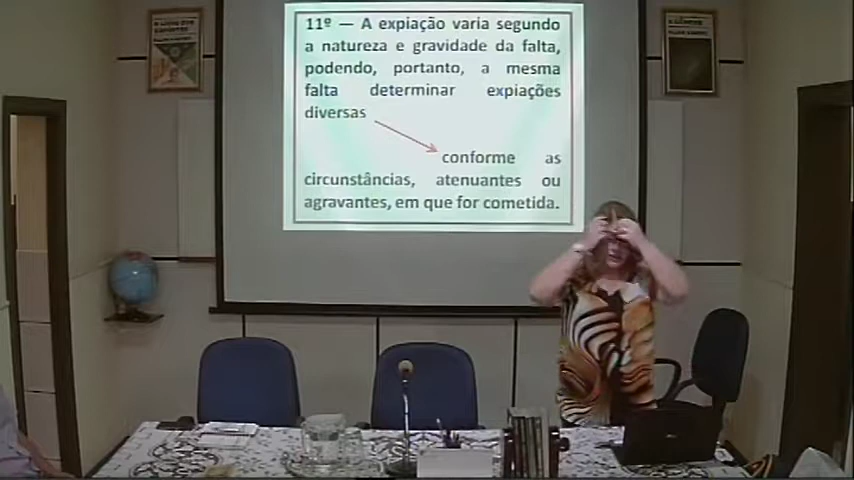 11º — A expiação varia segundo
a natureza e gravidade da falta,
podendo, portanto, a mesma
falta determinar expiações
diversas
conforme as
circunstâncias, atenuantes ou
agravantes, em que for cometida.